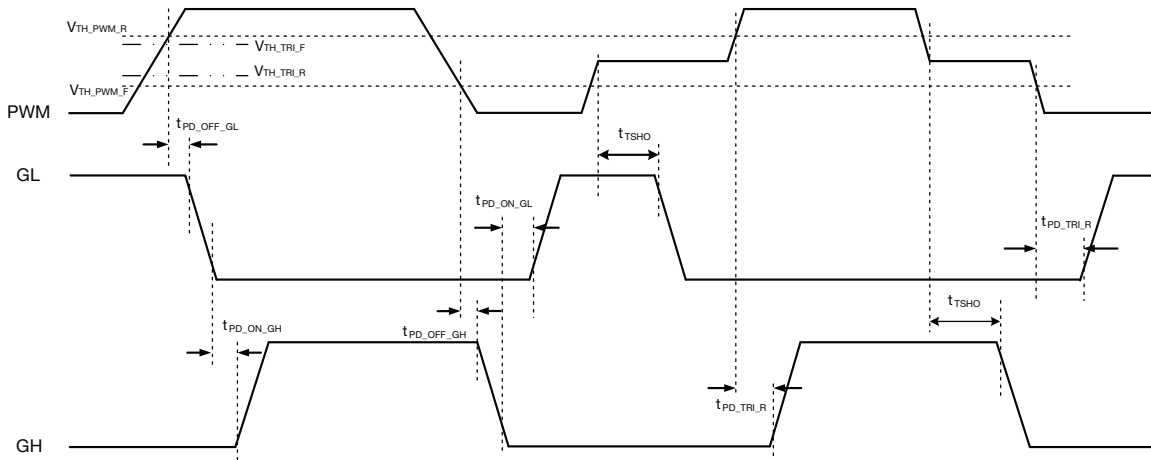 VTH_PWM_R
VTH_TRI_F
VTH_TRI_R
VTH_PWM_F
PWM
tPD_OFF_GL
tTSHO
GL
tPD_ON_GL
tPD_TRI_R
tTSHO
tPD_ON_GH
tPD_OFF_GH
tPD_TRI_R
GH